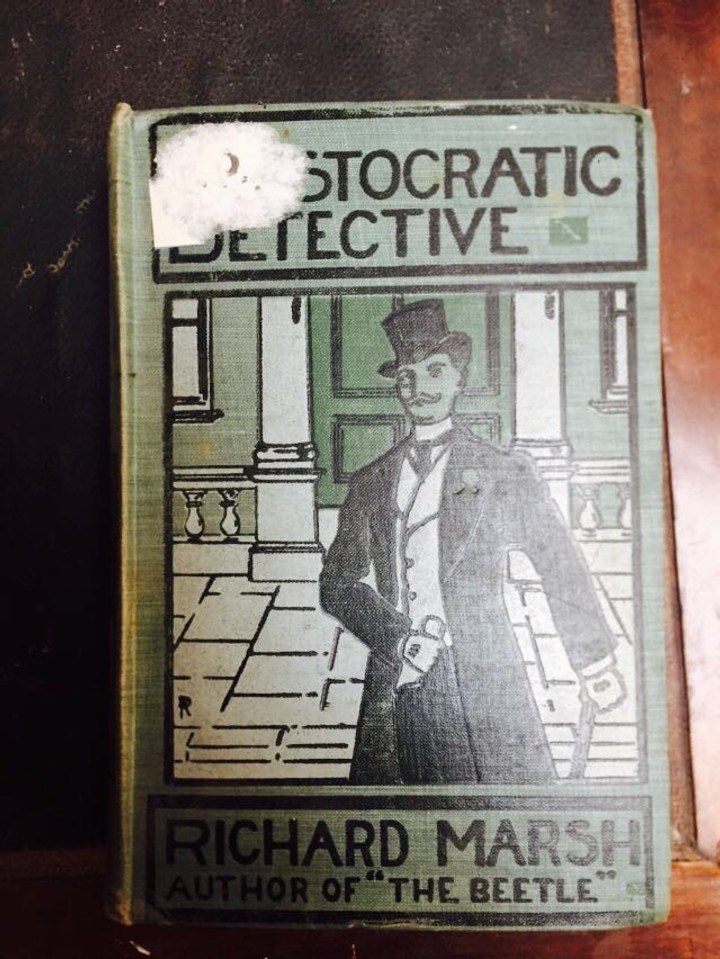 STOCRATIC
DETECTIVE
R
RICHARD MARSH
AUTHOR OF "THE BEETLE"